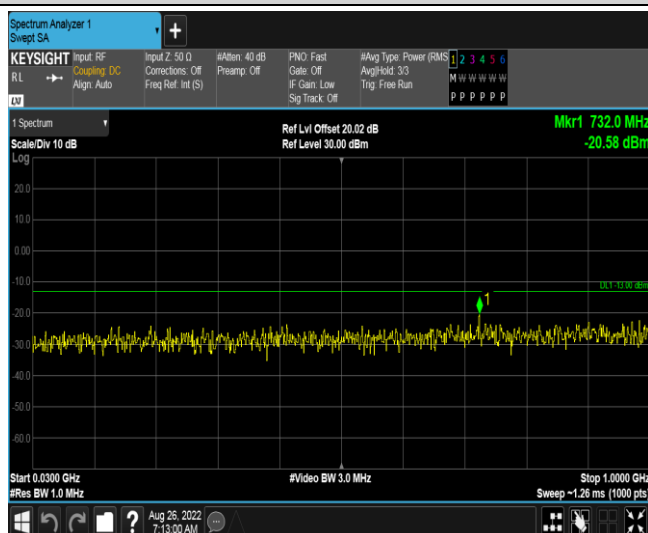 Spectrum Analyzer 1
Swept SA
+
KEYSIGHT
RL
LXI
Input: RF
Coupling: DC
Align: Auto
Input Z: 50 Ω
Corrections: Off
Freq Ref: Int (S)
#Atten: 40 dB
Preamp: Off
PNO: Fast
Gate: Off
IF Gain: Low
Sig Track: Off
#Avg Type: Power (RMS
Avg|Hold: 3/3
Trig: Free Run
1 2 3 4 5 6
M W W W W W
P P P P P P
1 Spectrum
Scale/Div 10 dB
Ref Lvl Offset 20.02 dB
Ref Level 30.00 dBm
Mkr1 732.0 MHz
-20.58 dBm
Log
20.0
10.0
0.00
-10.0
-20.0
-30.0
-40.0
-50.0
-60.0
DL1 -13.00 dBm
1
Start 0.0300 GHz
#Res BW 1.0 MHz
#Video BW 3.0 MHz
Stop 1.0000 GHz
Sweep ~1.26 ms (1000 pts)
?
Aug 26, 2022
7:13:00 AM